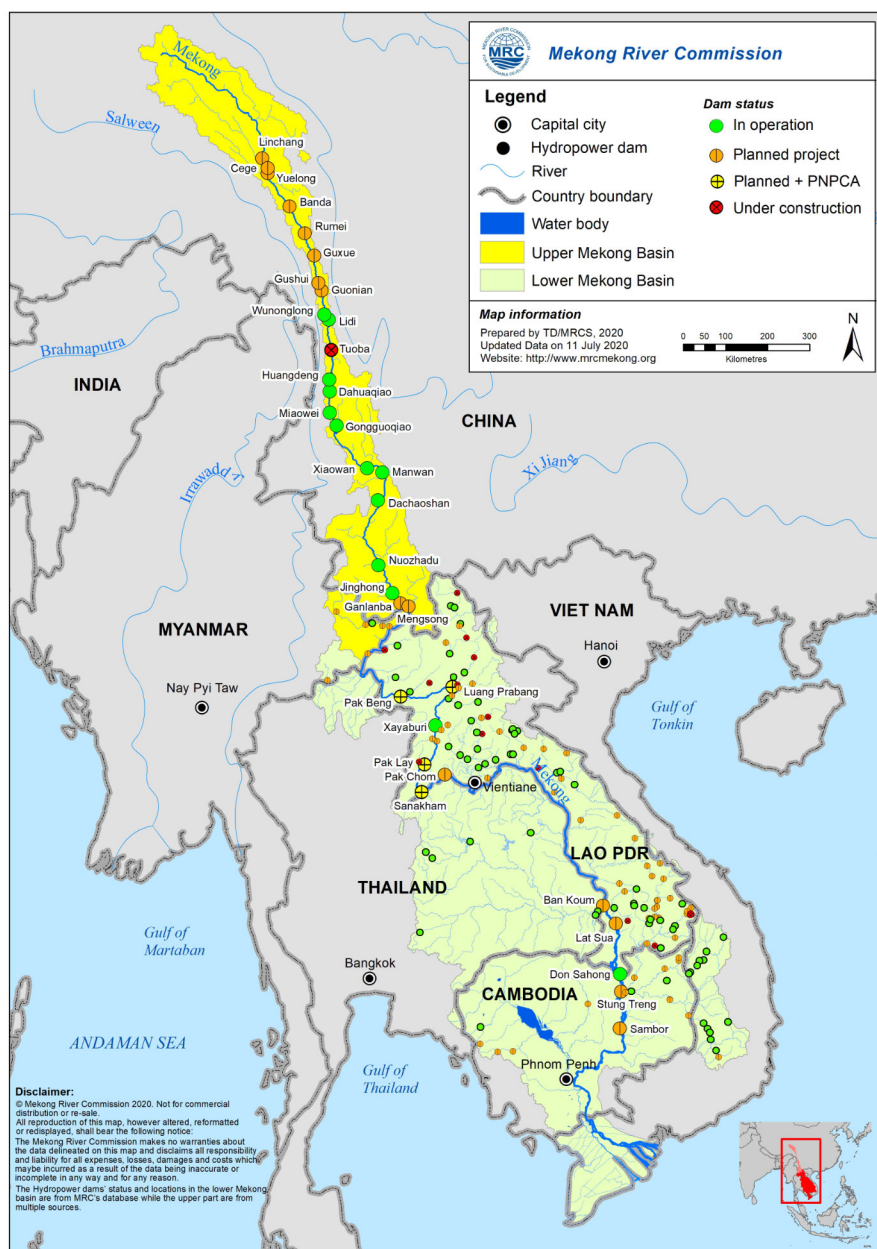 MEKONG RIVER COMMISSION
MRC
FOR SUSTAINABLE DEVELOPMENT
Mekong River Commission
Legend
Capital city
Hydropower dam
River
Country boundary
Water body
Upper Mekong Basin
Lower Mekong Basin
Dam status
In operation
Planned project
Planned + PNPCA
Under construction
Map information
Prepared by TD/MRCS, 2020
Updated Data on 11 July 2020
Website: http://www.mrcmekong.org
0 50 100 200 300
Kilometres
N
Mekong
Salween
Linchang
Cege
Yuelong
Banda
Rumei
Guxue
Gushui
Guonian
Wunonglong
Lidi
Tuoba
Brahmaputra
INDIA
Huangdeng
Dahuaqiao
Miaowei
Gongguoqiao
CHINA
Xiaowan
Manwan
Xi Jiang
Irrawaddy
Dachaoshan
Nuozhadu
Jinghong
Ganlanba
Mengsong
VIET NAM
MYANMAR
Hanoi
Nay Pyi Taw
Luang Prabang
Pak Beng
Gulf of
Tonkin
Xayaburi
Pak Lay
Pak Chom
Mekong
Vientiane
Sanakham
LAO PDR
THAILAND
Ban Koum
Gulf of
Martaban
Lat Sua
Bangkok
Don Sahong
CAMBODIA
Stung Treng
Sambor
ANDAMAN SEA
Gulf of
Thailand
Phnom Penh
Disclaimer:
© Mekong River Commission 2020. Not for commercial
distribution or re-sale.
All reproduction of this map, however altered, reformatted
or redisplayed, shall bear the following notice:
The Mekong River Commission makes no warranties about
the data delineated on this map and disclaims all responsibility
and liability for all expenses, losses, damages and costs which
maybe incurred as a result of the data being inaccurate or
incomplete in any way and for any reason.
The Hydropower dams' status and locations in the lower Mekong
basin are from MRC's database while the upper part are from
multiple sources.